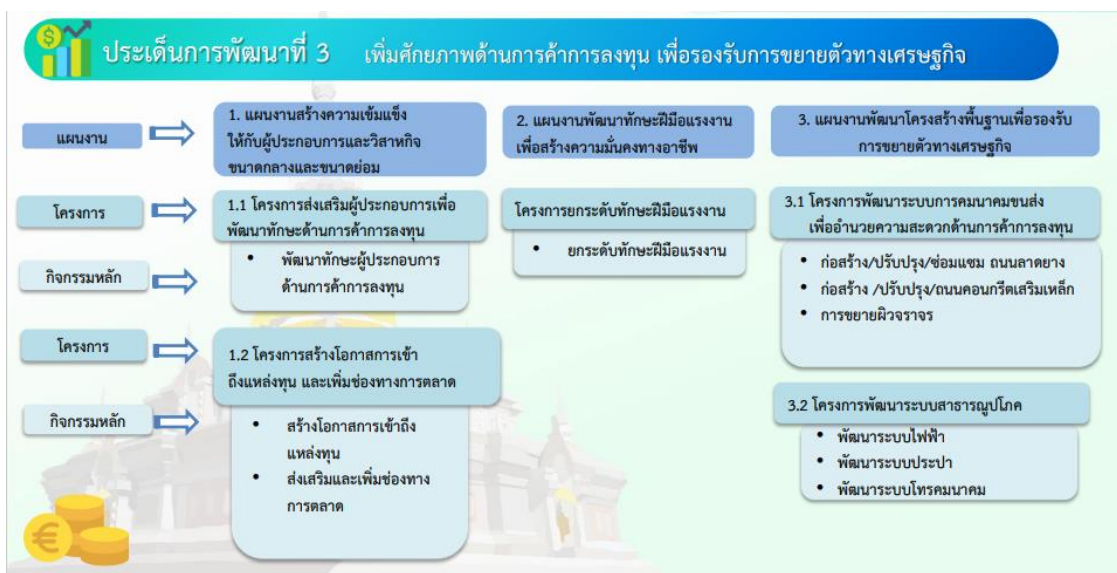 ประเด็นการพัฒนาที่ 3 เพิ่มศักยภาพด้านการค้าการลงทุน เพื่อรองรับการขยายตัวทางเศรษฐกิจ
แผนงาน
1. แผนงานสร้างความเข้มแข็ง
ให้กับผู้ประกอบการและวิสาหกิจ
ขนาดกลางและขนาดย่อม
2. แผนงานพัฒนาทักษะฝีมือแรงงาน
เพื่อสร้างความมั่นคงทางอาชีพ
3. แผนงานพัฒนาโครงสร้างพื้นฐานเพื่อรองรับ
การขยายตัวทางเศรษฐกิจ
โครงการ
1.1 โครงการส่งเสริมผู้ประกอบการเพื่อ
พัฒนาทักษะด้านการค้าการลงทุน
โครงการยกระดับทักษะฝีมือแรงงาน
3.1 โครงการพัฒนาระบบการคมนาคมขนส่ง
เพื่ออำนวยความสะดวกด้านการค้าการลงทุน
กิจกรรมหลัก
• พัฒนาทักษะผู้ประกอบการ
ด้านการค้าการลงทุน
• ยกระดับทักษะฝีมือแรงงาน
• ก่อสร้าง/ปรับปรุง/ซ่อมแซม ถนนลาดยาง
• ก่อสร้าง /ปรับปรุง/ถนนคอนกรีตเสริมเหล็ก
• การขยายผิวจราจร
โครงการ
1.2 โครงการสร้างโอกาสการเข้า
ถึงแหล่งทุน และเพิ่มช่องทางการตลาด
3.2 โครงการพัฒนาระบบสาธารณูปโภค
กิจกรรมหลัก
• สร้างโอกาสการเข้าถึง
แหล่งทุน
• ส่งเสริมและเพิ่มช่องทาง
การตลาด
• พัฒนาระบบไฟฟ้า
• พัฒนาระบบประปา
• พัฒนาระบบโทรคมนาคม